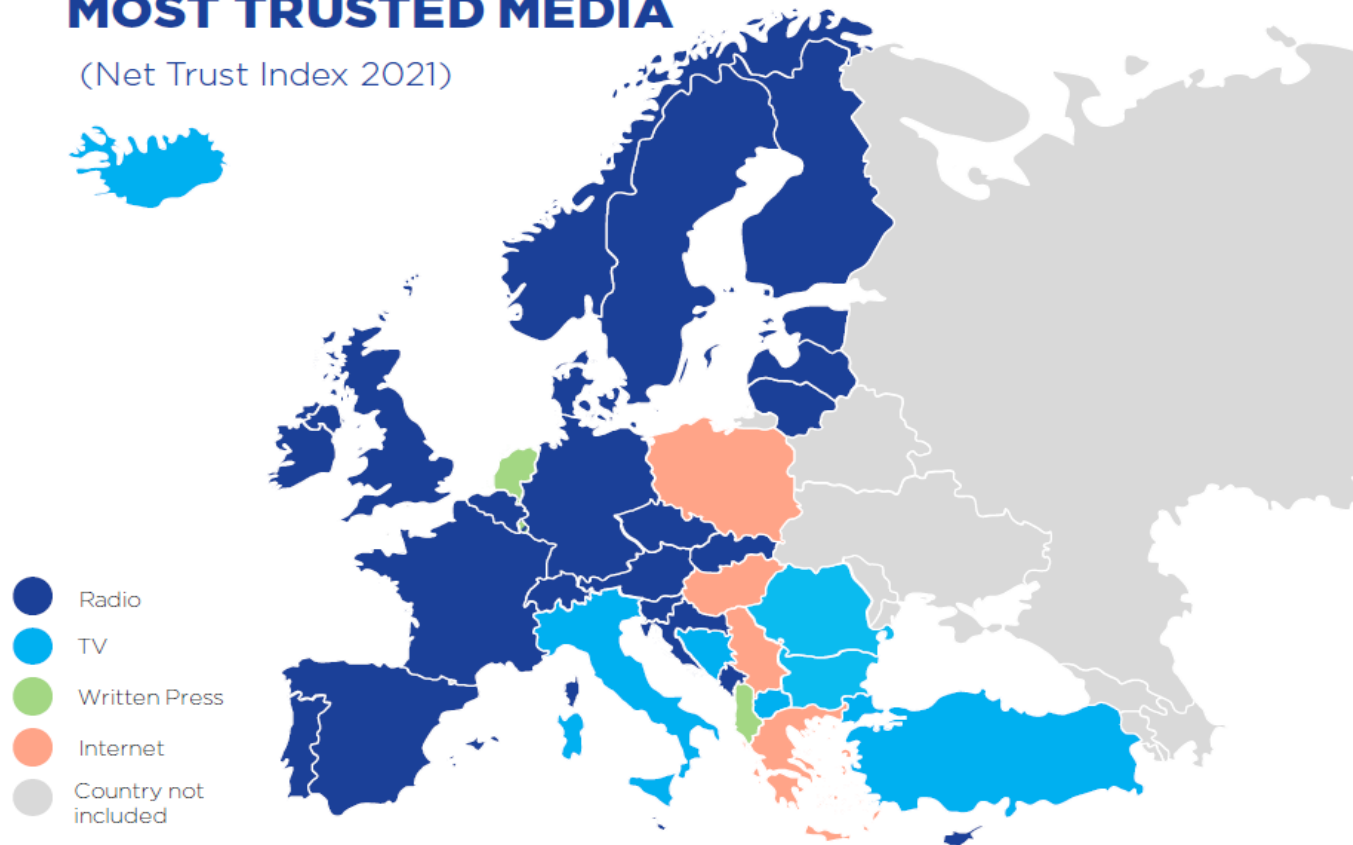 MOST TRUSTED MEDIA
(Net Trust Index 2021)
Radio
TV
Written Press
Internet
Country not
included